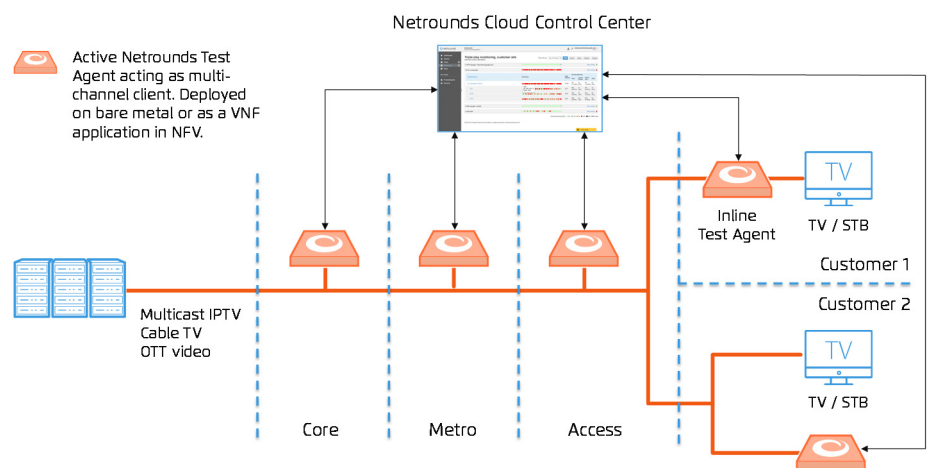 Netrounds Cloud Control Center
Active Netrounds Test
Agent acting as multi-
channel client. Deployed
on bare metal or as a VNF
application in NFV.
TV
Inline
Test Agent
TV / STB
Customer 1
Customer 2
Multicast IPTV
Cable TV
OTT video
TV
TV / STB
Core
Metro
Access